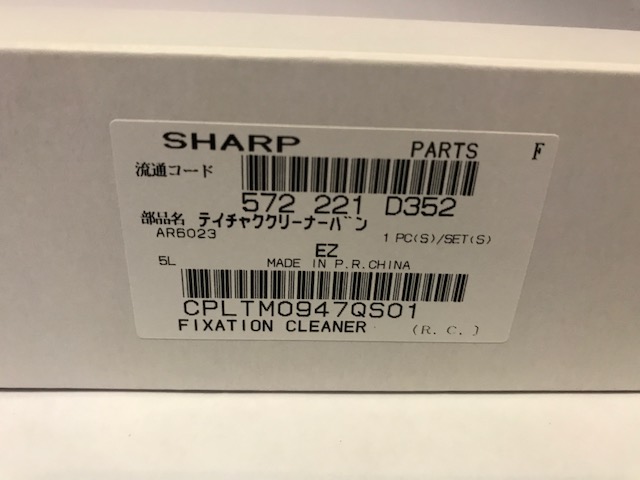 SHARP PARTS F
流通コード
572 221 D352
部品名 テイチャククリーナーバン
AR6023 1 PC(S)/SET(S)
EZ
5L MADE IN P.R.CHINA
CPLTM0947QS01
FIXATION CLEANER (R.C.)